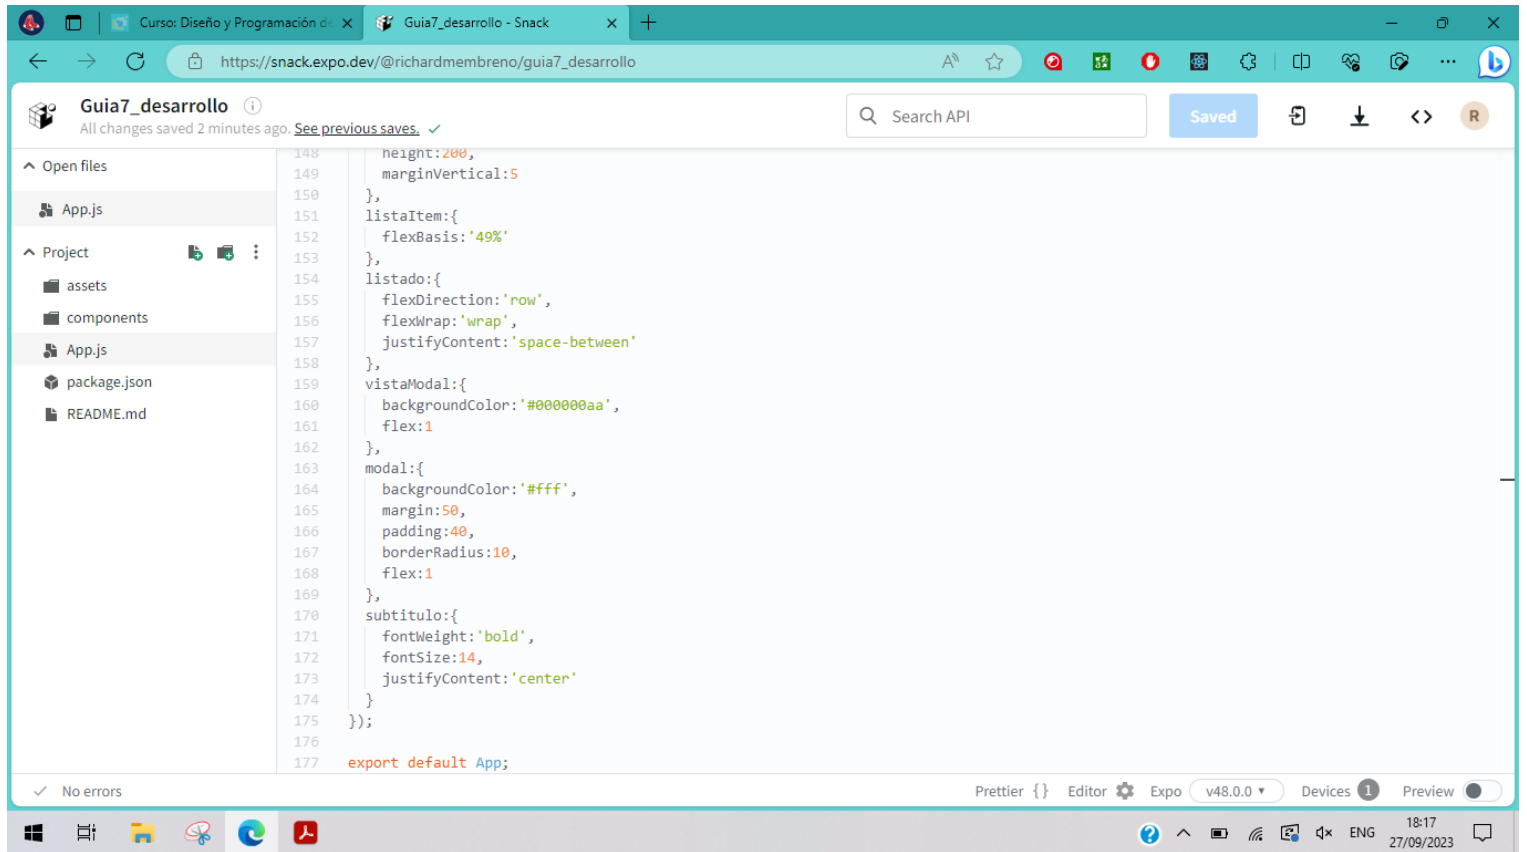 Curso: Diseño y Programación de
Guia7_desarrollo - Snack
https://snack.expo.dev/@richardmembreno/guia7_desarrollo
Guia7_desarrollo
All changes saved 2 minutes ago. See previous saves.
Search API
Saved
R
Open files
App.js
Project
assets
components
App.js
package.json
README.md
148 height:200,
149 marginVertical:5
150 },
151 listaItem:{
152 flexBasis:'49%'
153 },
154 listado:{
155 flexDirection:'row',
156 flexWrap:'wrap',
157 justifyContent:'space-between'
158 },
159 vistaModal:{
160 backgroundColor:'#000000aa',
161 flex:1
162 },
163 modal:{
164 backgroundColor:'#fff',
165 margin:50,
166 padding:40,
167 borderRadius:10,
168 flex:1
169 },
170 subtitulo:{
171 fontWeight:'bold',
172 fontSize:14,
173 justifyContent:'center'
174 }
175 });
176
177 export default App;
No errors
Prettier {} Editor Expo v48.0.0 Devices 1 Preview
ENG
18:17
27/09/2023